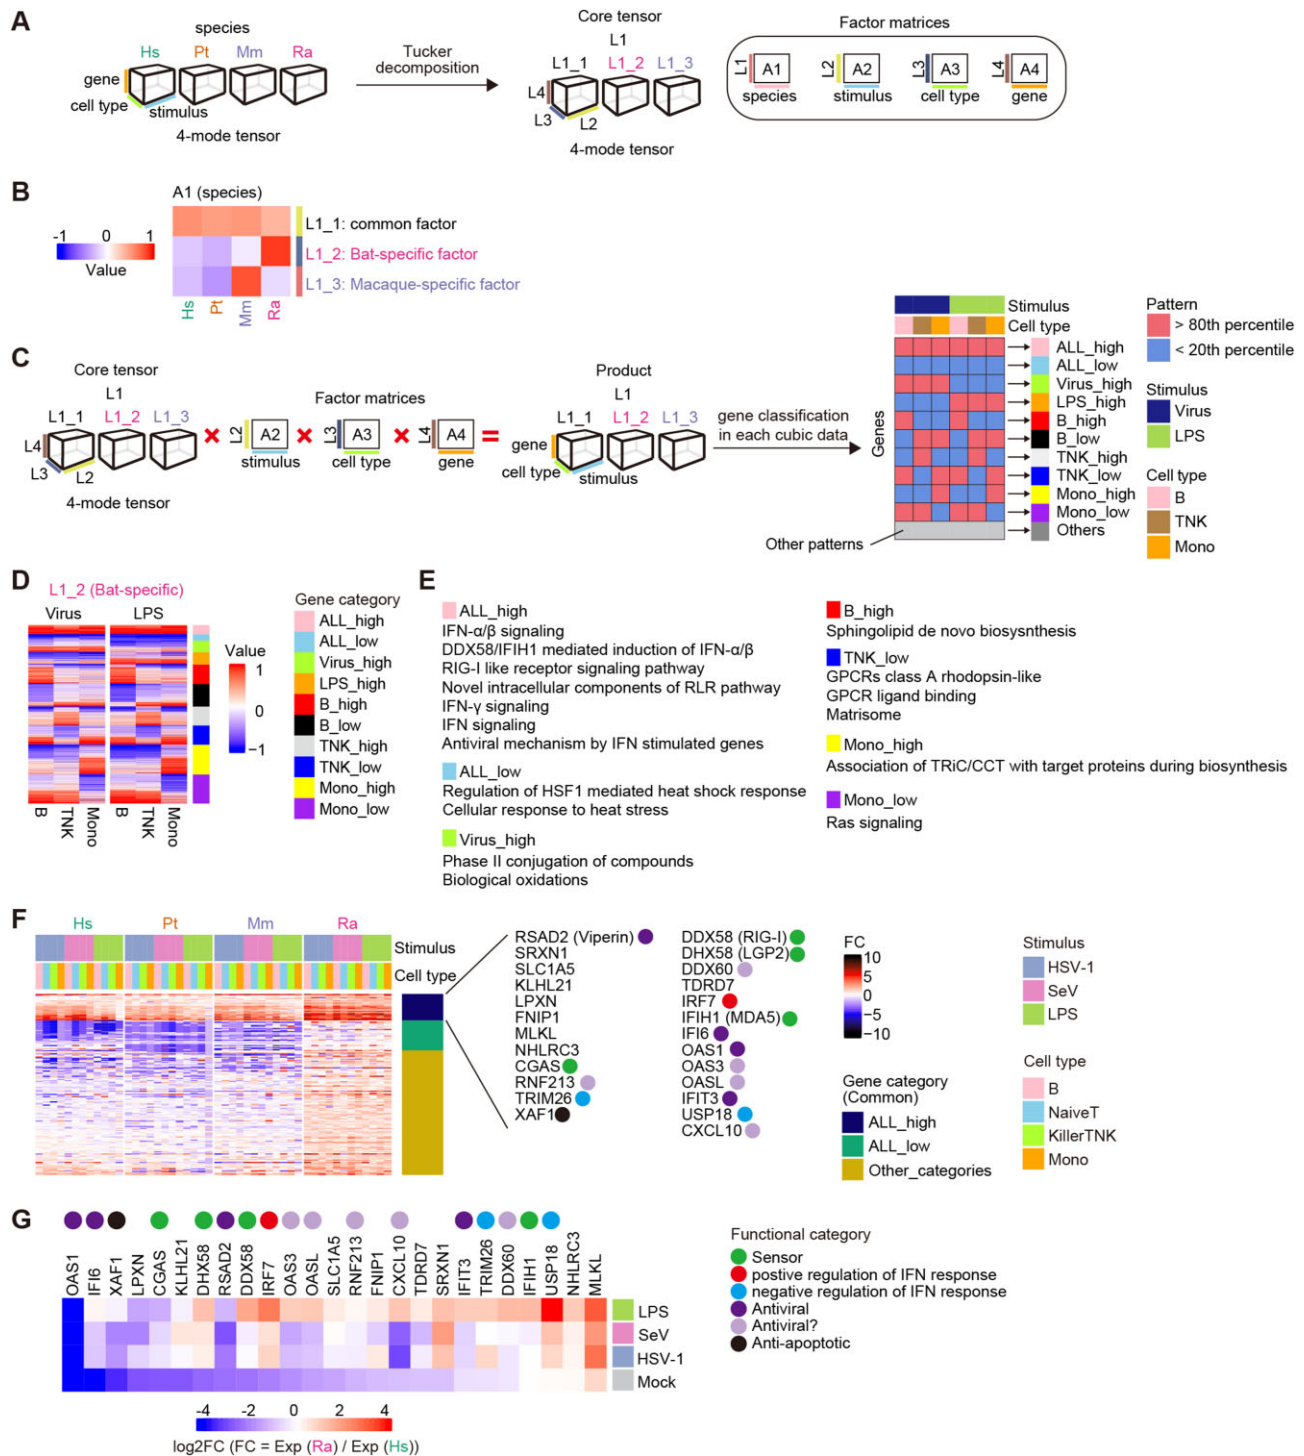 A
species
Hs Pt Mm Ra
gene
cell type
stimulus
4-mode tensor
Tucker
decomposition
Core tensor
L1
L1_1 L1_2 L1_3
L4
L3
L2
4-mode tensor
Factor matrices
L1 A1 species
L2 A2 stimulus
L3 A3 cell type
L4 A4 gene
B
A1 (species)
-1 0 1
Value
L1_1: common factor
L1_2: Bat-specific factor
L1_3: Macaque-specific factor
Hs Pt Mm Ra
C
Core tensor
L1
L1_1 L1_2 L1_3
L4
L3
L2
4-mode tensor
Factor matrices
L2 A2 stimulus
L3 A3 cell type
L4 A4 gene
Product
L1
L1_1 L1_2 L1_3
gene
cell type
stimulus
gene classification
in each cubic data
Stimulus
Cell type
Genes
ALL_high
ALL_low
Virus_high
LPS_high
B_high
B_low
TNK_high
TNK_low
Mono_high
Mono_low
Others
Other patterns
Pattern
> 80th percentile
< 20th percentile
Stimulus
Virus
LPS
Cell type
B
TNK
Mono
D
L1_2 (Bat-specific)
Virus LPS
B TNK Mono B TNK Mono
Value
1
0
−1
Gene category
ALL_high
ALL_low
Virus_high
LPS_high
B_high
B_low
TNK_high
TNK_low
Mono_high
Mono_low
E
ALL_high
IFN-α/β signaling
DDX58/IFIH1 mediated induction of IFN-α/β
RIG-I like receptor signaling pathway
Novel intracellular components of RLR pathway
IFN-γ signaling
IFN signaling
Antiviral mechanism by IFN stimulated genes
ALL_low
Regulation of HSF1 mediated heat shock response
Cellular response to heat stress
Virus_high
Phase II conjugation of compounds
Biological oxidations
B_high
Sphingolipid de novo biosysnthesis
TNK_low
GPCRs class A rhodopsin-like
GPCR ligand binding
Matrisome
Mono_high
Association of TRiC/CCT with target proteins during biosynthesis
Mono_low
Ras signaling
F
Hs Pt Mm Ra
Stimulus
Cell type
RSAD2 (Viperin)
SRXN1
SLC1A5
KLHL21
LPXN
FNIP1
MLKL
NHLRC3
CGAS
RNF213
TRIM26
XAF1
DDX58 (RIG-I)
DHX58 (LGP2)
DDX60
TDRD7
IRF7
IFIH1 (MDA5)
IFI6
OAS1
OAS3
OASL
IFIT3
USP18
CXCL10
FC
10
5
0
−5
−10
Gene category
(Common)
ALL_high
ALL_low
Other_categories
Stimulus
HSV-1
SeV
LPS
Cell type
B
NaiveT
KillerTNK
Mono
G
OAS1 IFI6 XAF1 LPXN CGAS KLHL21 DHX58 RSAD2 DDX58 IRF7 OAS3 OASL SLC1A5 RNF213 FNIP1 CXCL10 TDRD7 SRXN1 IFIT3 TRIM26 DDX60 IFIH1 USP18 NHLRC3 MLKL
LPS
SeV
HSV-1
Mock
-4 -2 0 2 4
log2FC (FC = Exp (Ra) / Exp (Hs))
Functional category
Sensor
postive regulation of IFN response
negative regulation of IFN response
Antiviral
Antiviral?
Anti-apoptotic